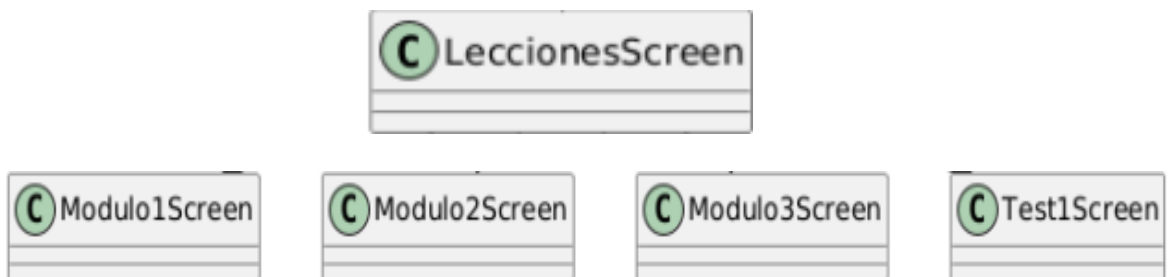 C LeccionesScreen
C Modulo1Screen
C Modulo2Screen
C Modulo3Screen
C Test1Screen